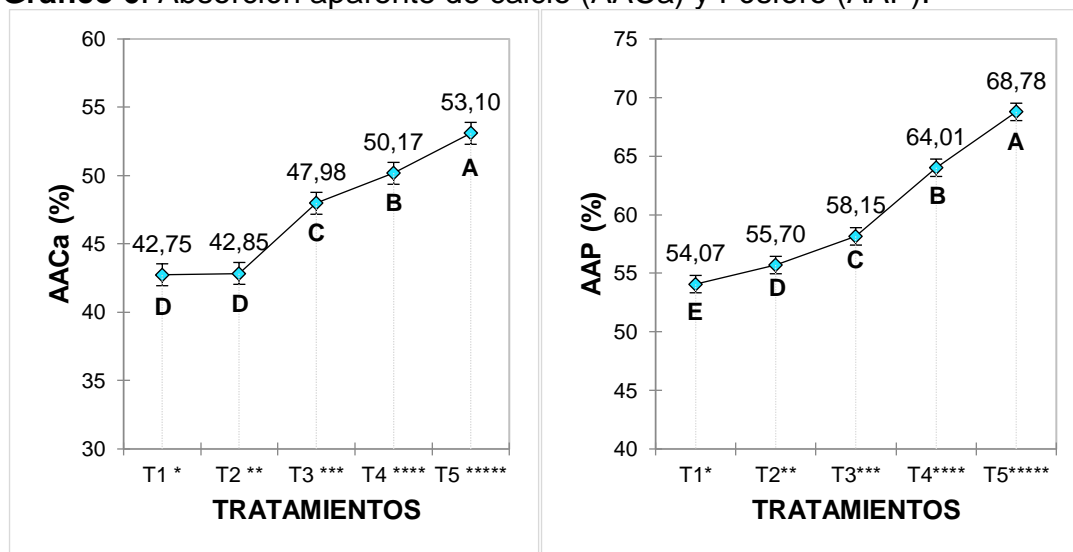 Gráfico Absorción aparente de calcio (AACa) y Fósforo (AAP).
60
55
50
45
40
35
30
AACa (%)
42,75
42,85
47,98
50,17
53,10
D
D
C
B
A
T1 * T2 ** T3 *** T4 **** T5 *****
TRATAMIENTOS
75
70
65
60
55
50
45
40
AAP (%)
54,07
55,70
58,15
64,01
68,78
E
D
C
B
A
T1* T2** T3*** T4**** T5*****
TRATAMIENTOS